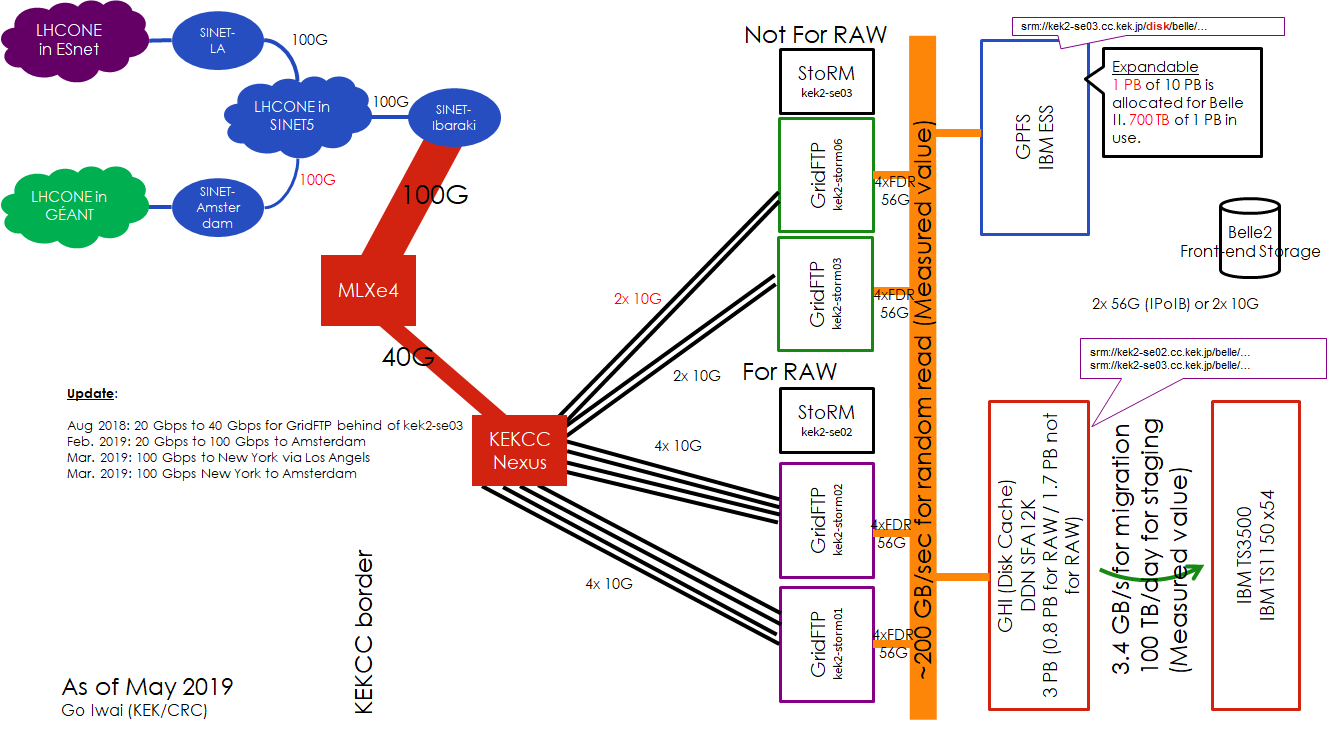 LHCONE
in ESnet
SINET-
LA
100G
LHCONE in
SINET5
100G
SINET-
Ibaraki
LHCONE in
GÉANT
SINET-
Amster
dam
100G
100G
MLXe4
40G
KEKCC
Nexus
Update:
Aug 2018: 20 Gbps to 40 Gbps for GridFTP behind of kek2-se03
Feb. 2019: 20 Gbps to 100 Gbps to Amsterdam
Mar. 2019: 100 Gbps to New York via Los Angels
Mar. 2019: 100 Gbps New York to Amsterdam
KEKCC border
As of May 2019
Go Iwai (KEK/CRC)
2x 10G
2x 10G
4x 10G
4x 10G
Not For RAW
StoRM
kek2-se03
GridFTP
kek2-storm06
4xFDR
56G
GridFTP
kek2-storm03
4xFDR
56G
For RAW
StoRM
kek2-se02
GridFTP
kek2-storm02
4xFDR
56G
GridFTP
kek2-storm01
4xFDR
56G
~200 GB/sec for random read (Measured value)
srm://kek2-se03.cc.kek.jp/disk/belle/…
GPFS
IBM ESS
Expandable
1 PB of 10 PB is
allocated for Belle
II. 700 TB of 1 PB in
use.
Belle2
Front-end Storage
2x 56G (IPoIB) or 2x 10G
srm://kek2-se02.cc.kek.jp/belle/…
srm://kek2-se03.cc.kek.jp/belle/…
GHI (Disk Cache)
DDN SFA12K
3 PB (0.8 PB for RAW / 1.7 PB not
for RAW)
3.4 GB/s for migration
100 TB/day for staging
(Measured value)
IBM TS3500
IBM TS1150 x54